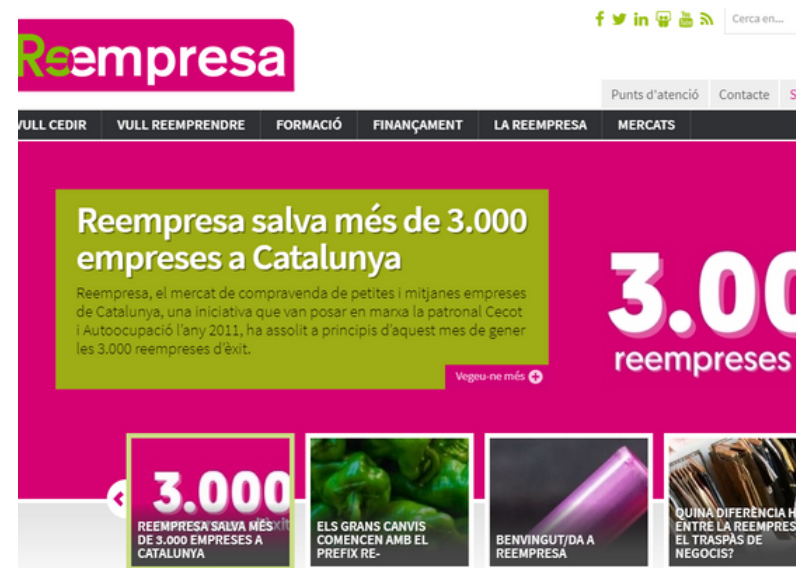 Reempresa
Cerca en...
Punts d'atenció Contacte
VULL CEDIR VULL REEMPRENDRE FORMACIÓ FINANÇAMENT LA REEMPRESA MERCATS
Reempresa salva més de 3.000
empreses a Catalunya
Reempresa, el mercat de compravenda de petites i mitjanes empreses
de Catalunya, una iniciativa que van posar en marxa la patronal Cecot
i Autoocupació l'any 2011, ha assolit a principis d'aquest mes de gener
les 3.000 reempreses d'èxit.
Vegeu-ne més
3.00
reempreses
3.000
REEMPRESA SALVA MÉS
DE 3.000 EMPRESES A
CATALUNYA
ELS GRANS CANVIS
COMENCEN AMB EL
PREFIX RE-
BENVINGUT/DA A
REEMPRESA
QUINA DIFERÈNCIA H
ENTRE LA REEMPRES
EL TRASPÀS DE
NEGOCIS?